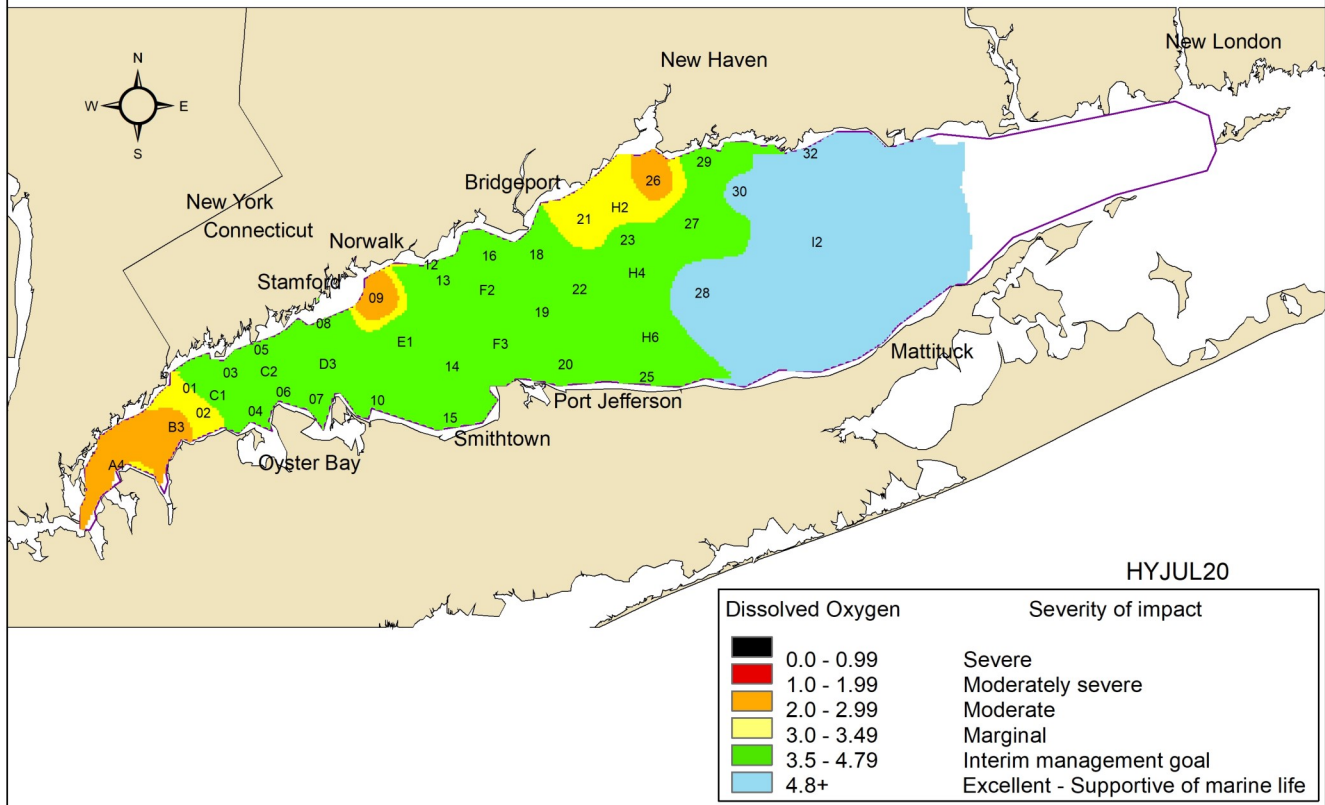 New London
New Haven
N
W E
S
32
29
26
30
Bridgeport
New York
H2
21
27
Connecticut
23
I2
Norwalk
16
18
12
H4
Stamford
13
F2
22
28
09
19
08
E1
F3
H6
05
Mattituck
D3
20
14
03
C2
25
01
06
C1
07
10
Port Jefferson
02
04
15
B3
Smithtown
A4
Oyster Bay
HYJUL20
Dissolved Oxygen Severity of impact
0.0 - 0.99 Severe
1.0 - 1.99 Moderately severe
2.0 - 2.99 Moderate
3.0 - 3.49 Marginal
3.5 - 4.79 Interim management goal
4.8+ Excellent - Supportive of marine life